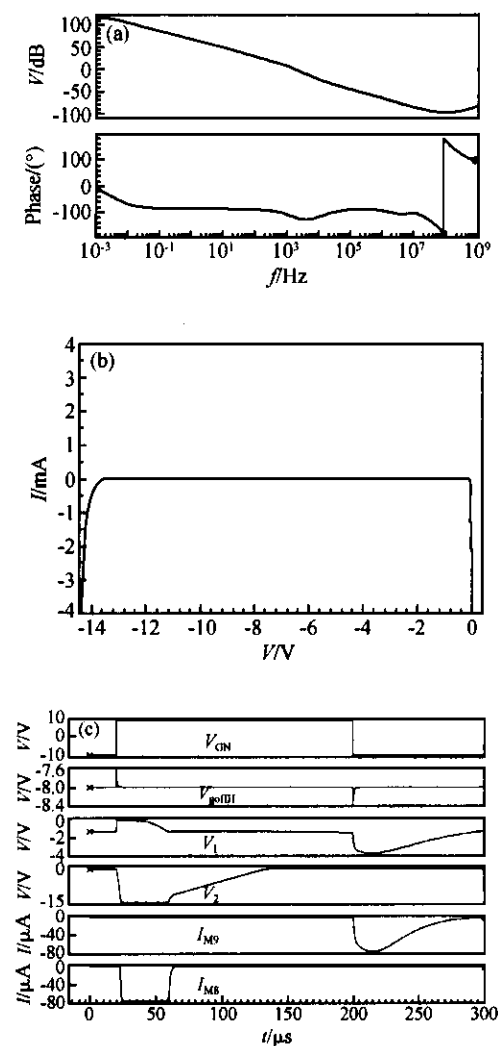 (a)
V/dB
100
50
0
-50
-100
Phase/(°)
100
0
-100
10⁻³ 10⁻¹ 10¹ 10³ 10⁵ 10⁷ 10⁹
f/Hz
(b)
I/mA
4
3
2
1
0
-1
-2
-3
-4
-14 -12 -10 -8 -6 -4 -2 0
V/V
(c)
V/V
10
0
-10
V/V
-7.6
-8.0
-8.4
V/V
0
-2
-4
V₁
V/V
0
-15
V₂
I/μA
0
-40
-80
I_M9
I/μA
0
-40
-80
I_M8
0 50 100 150 200 250 300
t/μs